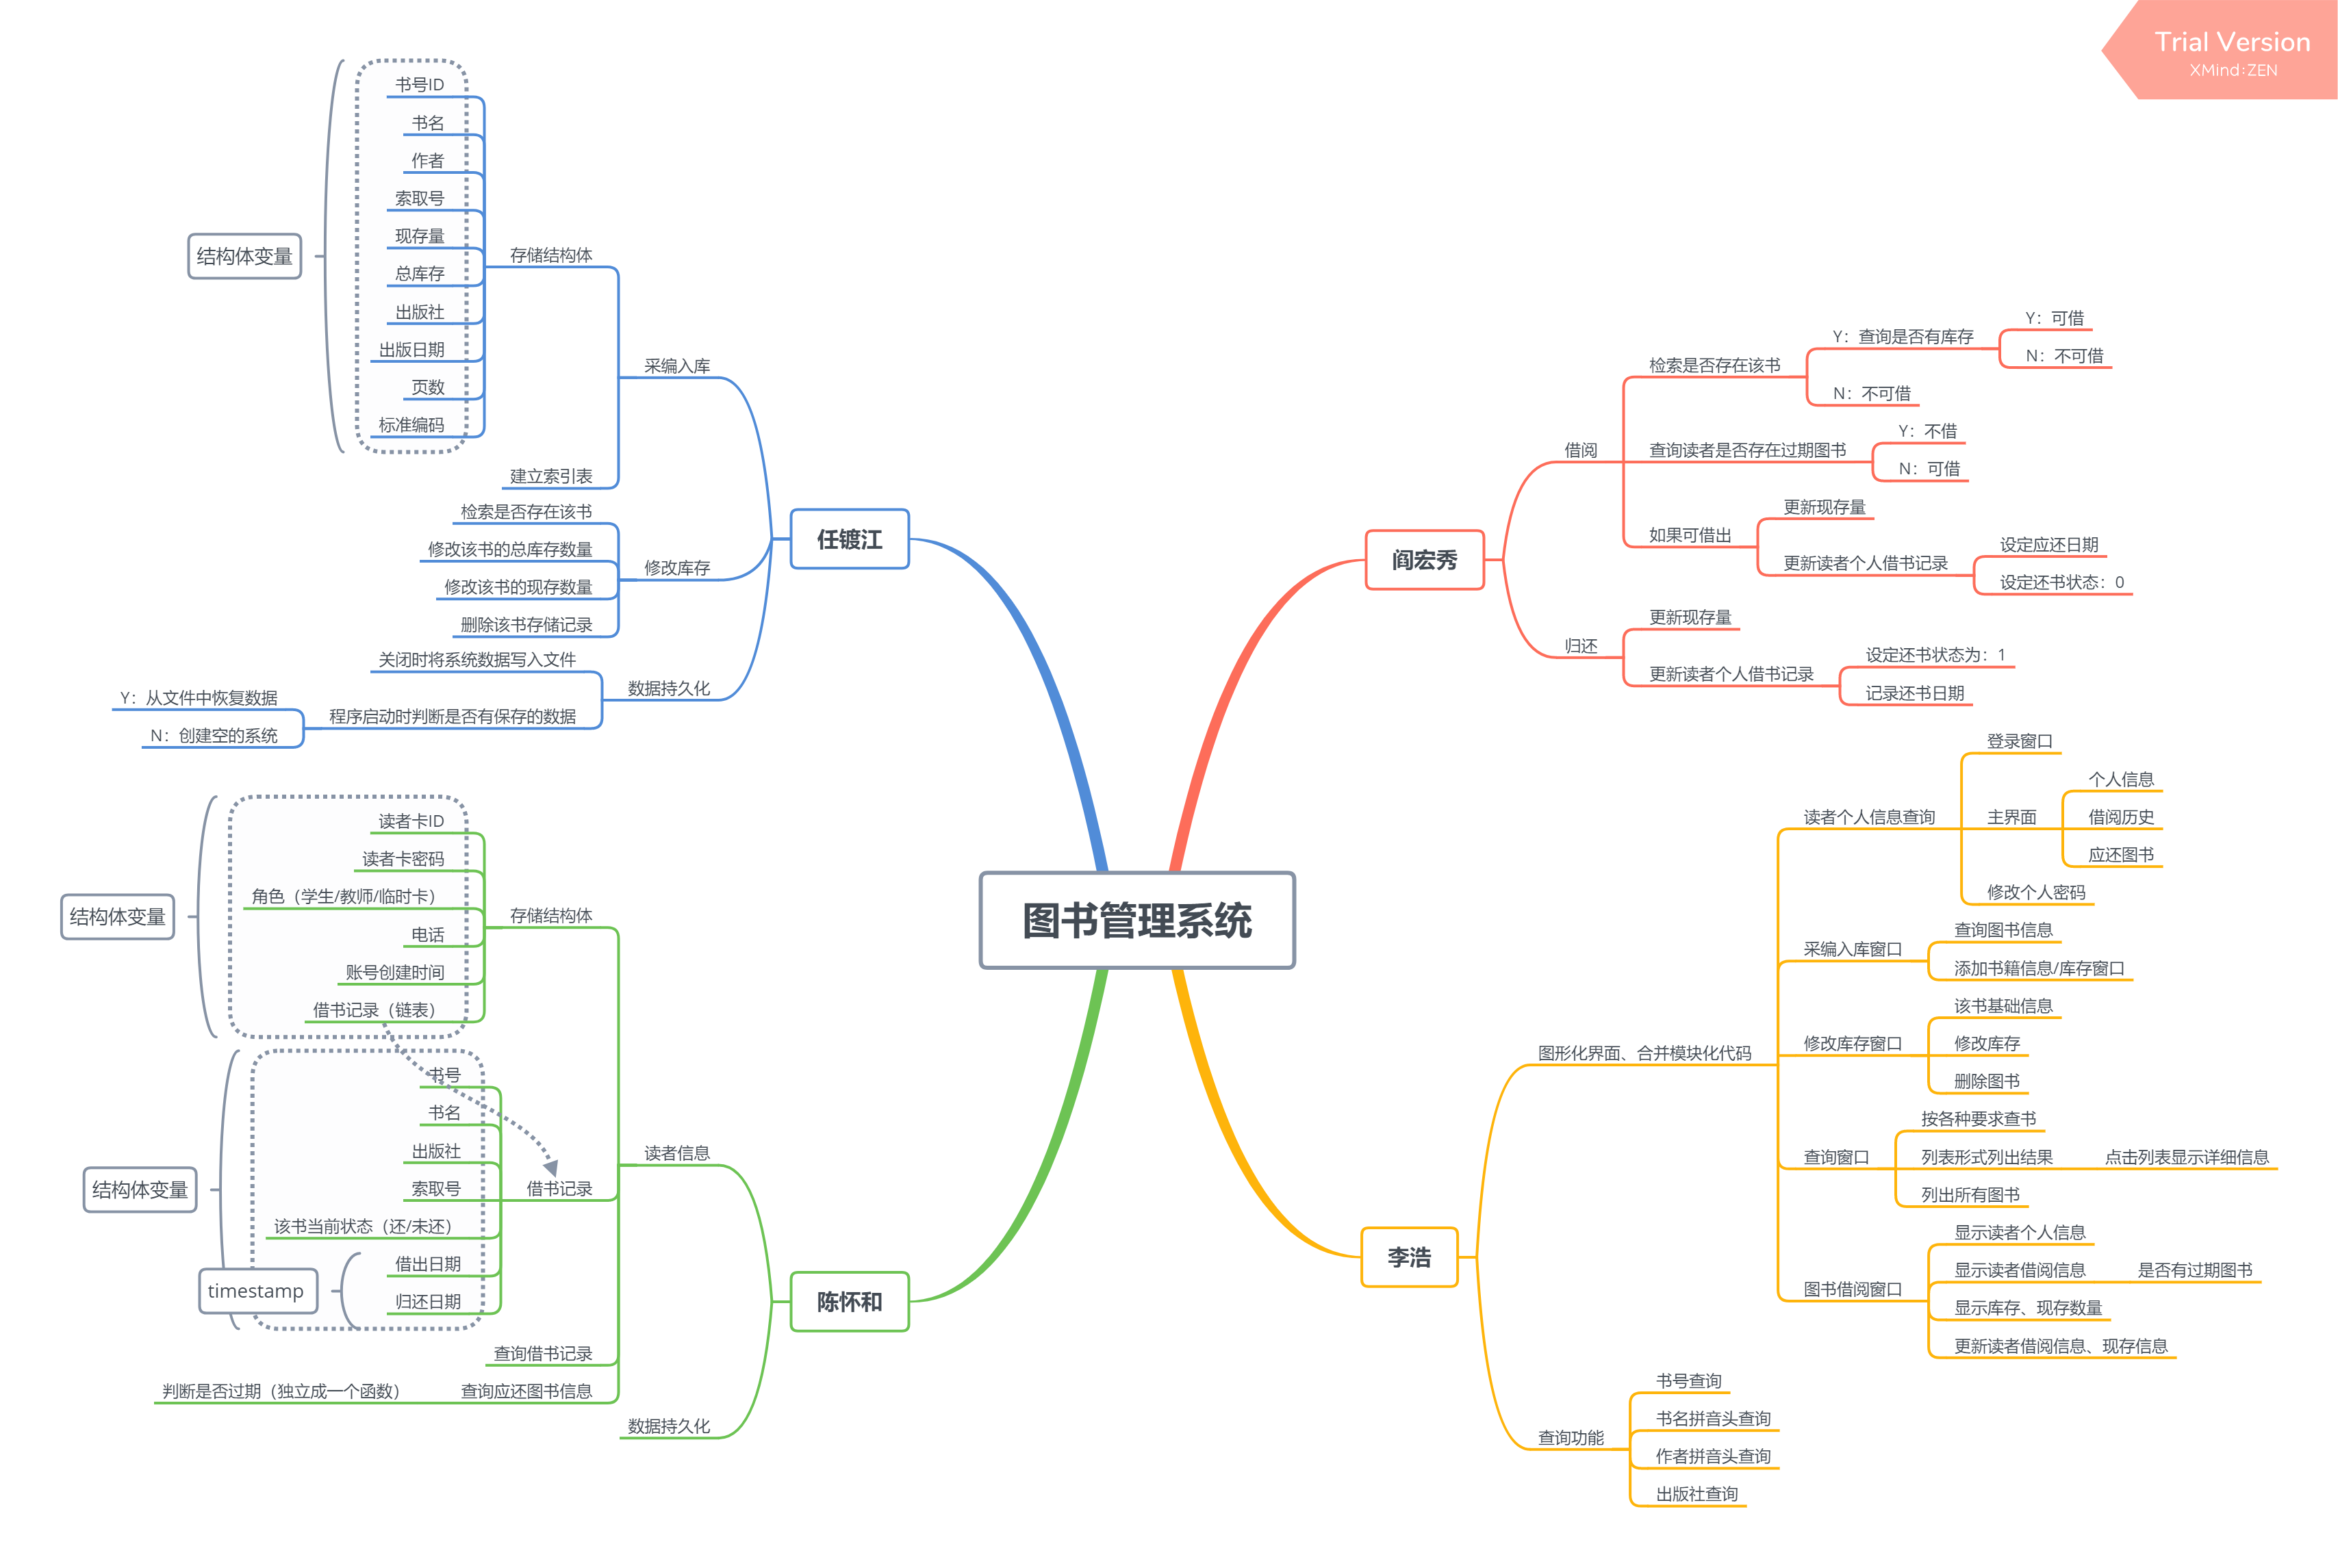 Trial Version
XMind:ZEN
图书管理系统
阎宏秀
借阅
检索是否存在该书
Y：查询是否有库存
Y：可借
N：不可借
N：不可借
查询读者是否存在过期图书
Y：不借
N：可借
如果可借出
更新现存量
更新读者个人借书记录
设定应还日期
设定还书状态：0
归还
更新现存量
更新读者个人借书记录
设定还书状态为：1
记录还书日期
李浩
图形化界面、合并模块化代码
读者个人信息查询
登录窗口
主界面
个人信息
借阅历史
应还图书
修改个人密码
采编入库窗口
查询图书信息
添加书籍信息/库存窗口
修改库存窗口
该书基础信息
修改库存
删除图书
查询窗口
按各种要求查书
列表形式列出结果
点击列表显示详细信息
列出所有图书
图书借阅窗口
显示读者个人信息
显示读者借阅信息
是否有过期图书
显示库存、现存数量
更新读者借阅信息、现存信息
查询功能
书号查询
书名拼音头查询
作者拼音头查询
出版社查询
任镀江
采编入库
存储结构体
书号ID
书名
作者
索取号
现存量
总库存
出版社
出版日期
页数
标准编码
结构体变量
建立索引表
修改库存
检索是否存在该书
修改该书的总库存数量
修改该书的现存数量
删除该书存储记录
数据持久化
关闭时将系统数据写入文件
程序启动时判断是否有保存的数据
Y：从文件中恢复数据
N：创建空的系统
陈怀和
读者信息
存储结构体
读者卡ID
读者卡密码
角色（学生/教师/临时卡）
电话
账号创建时间
借书记录（链表）
结构体变量
借书记录
书号
书名
出版社
索取号
该书当前状态（还/未还）
借出日期
归还日期
timestamp
结构体变量
查询借书记录
查询应还图书信息
判断是否过期（独立成一个函数）
数据持久化